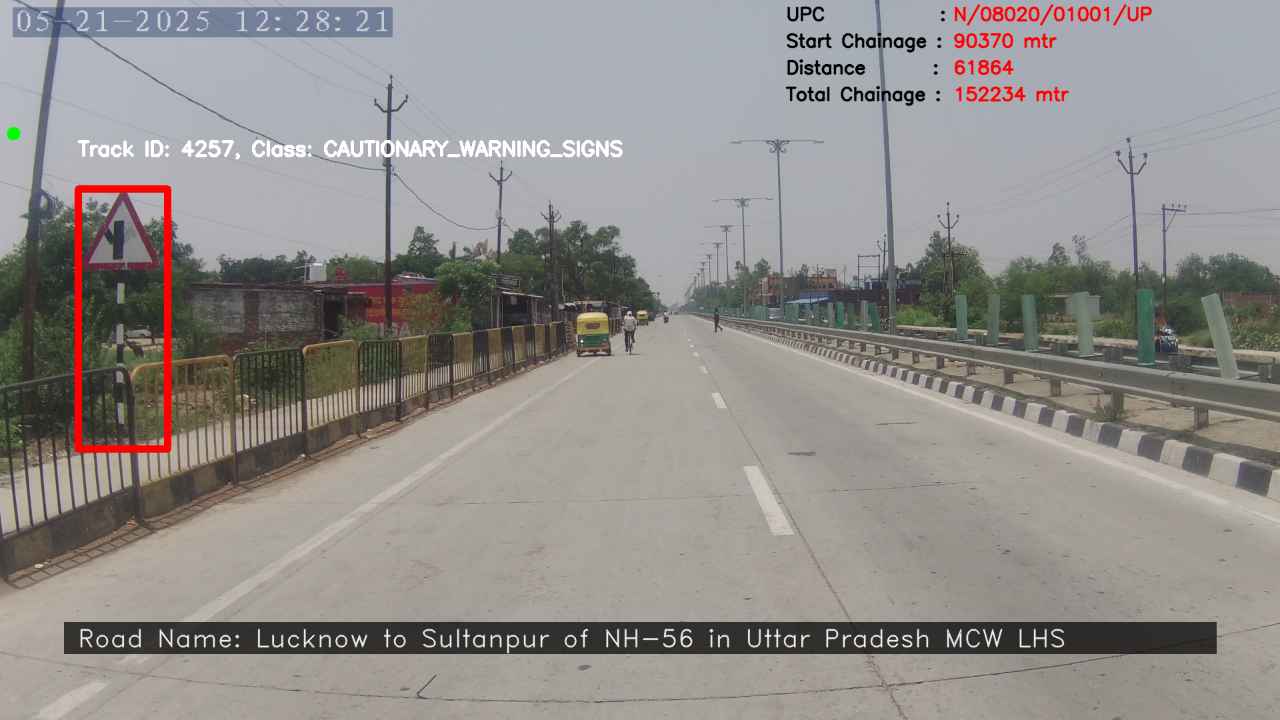 05-21-2025 12:28:21
UPC : N/08020/01001/UP
Start Chainage : 90370 mtr
Distance : 61864
Total Chainage : 152234 mtr
Track ID: 4257, Class: CAUTIONARY_WARNING_SIGNS
Road Name: Lucknow to Sultanpur of NH-56 in Uttar Pradesh MCW LHS